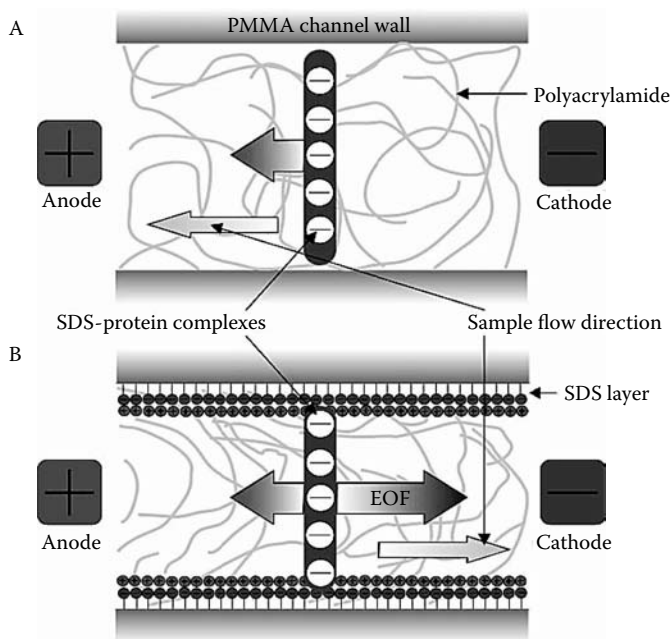 A
PMMA channel wall
Polyacrylamide
Anode
Cathode
SDS-protein complexes
Sample flow direction
B
SDS layer
EOF
Anode
Cathode